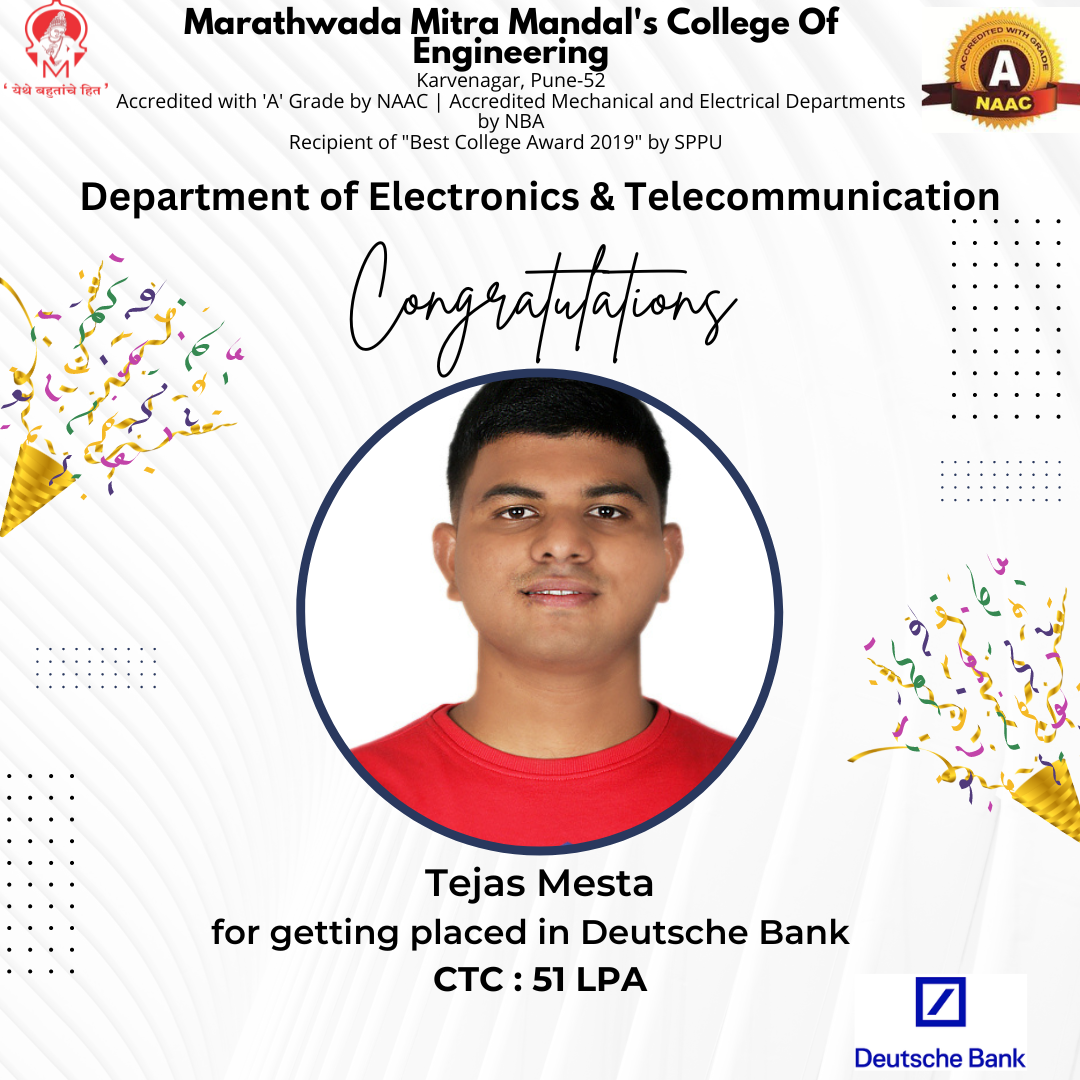 Marathwada Mitra Mandal's College Of
Engineering
Karvenagar, Pune-52
Accredited with 'A' Grade by NAAC | Accredited Mechanical and Electrical Departments
by NBA
Recipient of "Best College Award 2019" by SPPU
M
‘ येथे बहुतांचे हित ’
ACCREDITED WITH GRADE
A
NAAC
Department of Electronics & Telecommunication
Congratulations
Tejas Mesta
for getting placed in Deutsche Bank
CTC : 51 LPA
Deutsche Bank